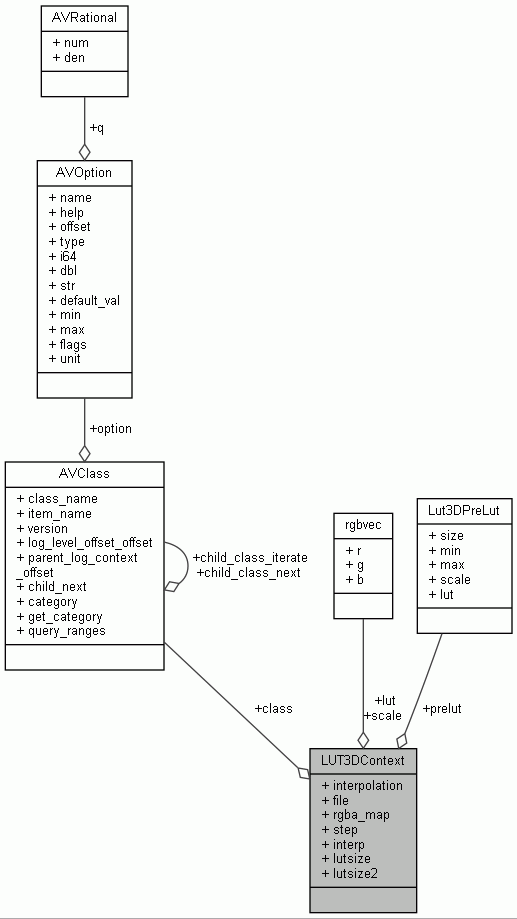 AVRational
+ num
+ den
+q
AVOption
+ name
+ help
+ offset
+ type
+ i64
+ dbl
+ str
+ default_val
+ min
+ max
+ flags
+ unit
+option
AVClass
+ class_name
+ item_name
+ version
+ log_level_offset_offset
+ parent_log_context
_offset
+ child_next
+ category
+ get_category
+ query_ranges
+child_class_iterate
+child_class_next
rgbvec
+ r
+ g
+ b
Lut3DPreLut
+ size
+ min
+ max
+ scale
+ lut
+class
+lut
+scale
+prelut
LUT3DContext
+ interpolation
+ file
+ rgba_map
+ step
+ interp
+ lutsize
+ lutsize2